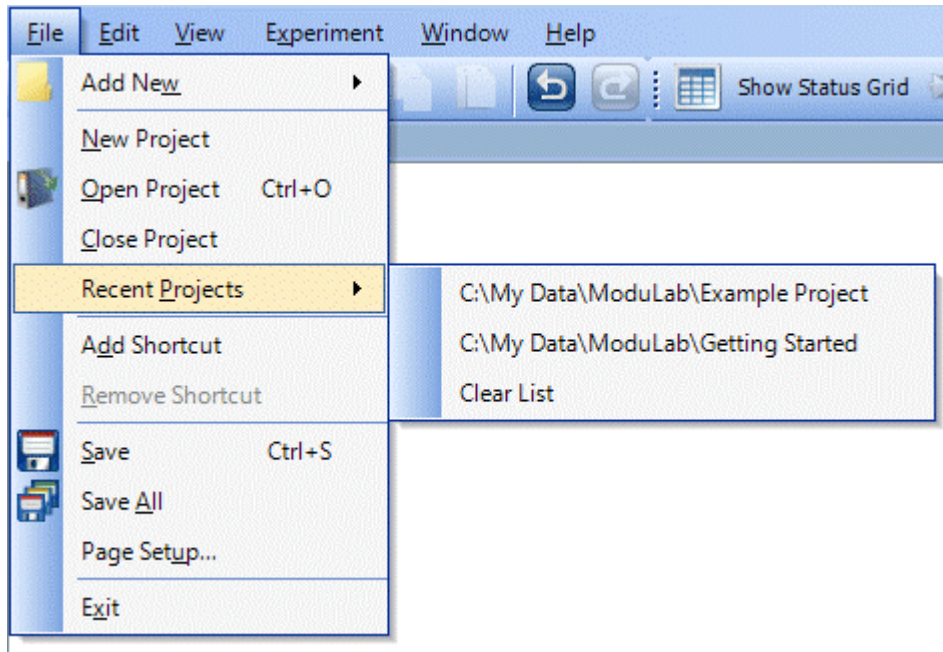 File Edit View Experiment Window Help
Show Status Grid
Add New
New Project
Open Project Ctrl+O
Close Project
Recent Projects
C:\My Data\ModuLab\Example Project
C:\My Data\ModuLab\Getting Started
Clear List
Add Shortcut
Remove Shortcut
Save Ctrl+S
Save All
Page Setup...
Exit